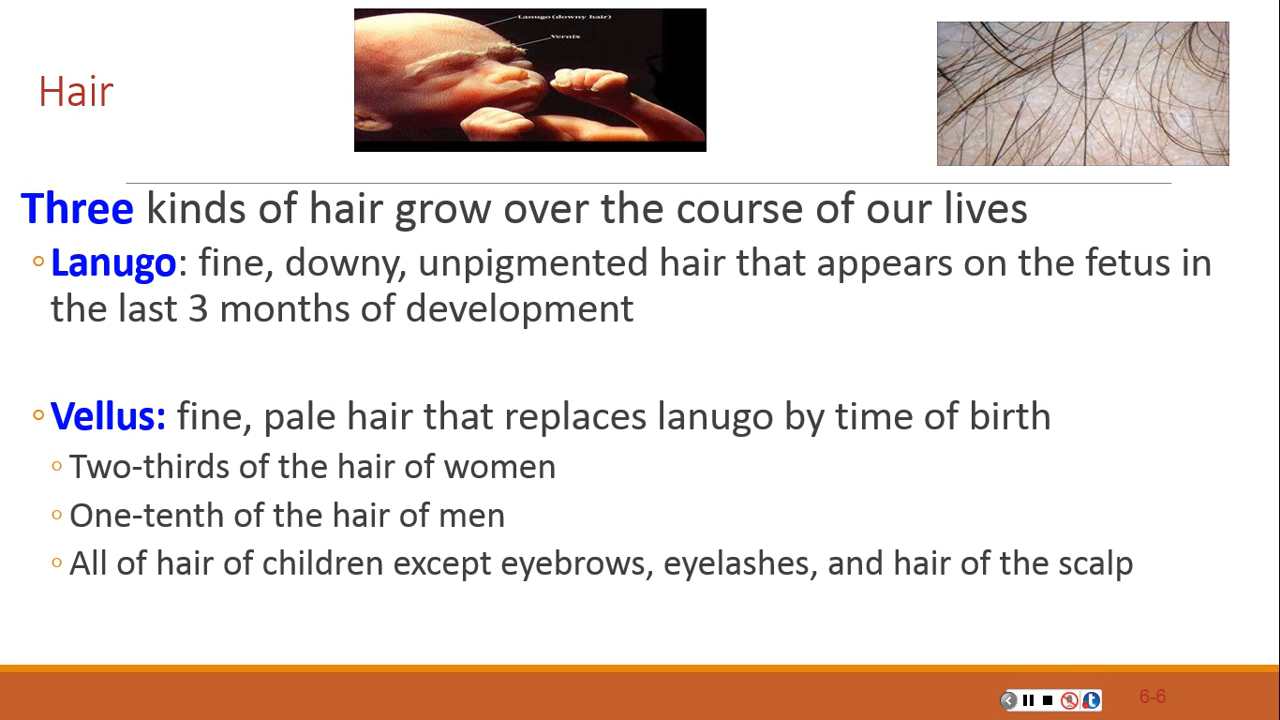 Lanugo (downy hair)
Vernix
Hair
Three kinds of hair grow over the course of our lives
Lanugo: fine, downy, unpigmented hair that appears on the fetus in
the last 3 months of development
Vellus: fine, pale hair that replaces lanugo by time of birth
Two-thirds of the hair of women
One-tenth of the hair of men
All of hair of children except eyebrows, eyelashes, and hair of the scalp
6-6